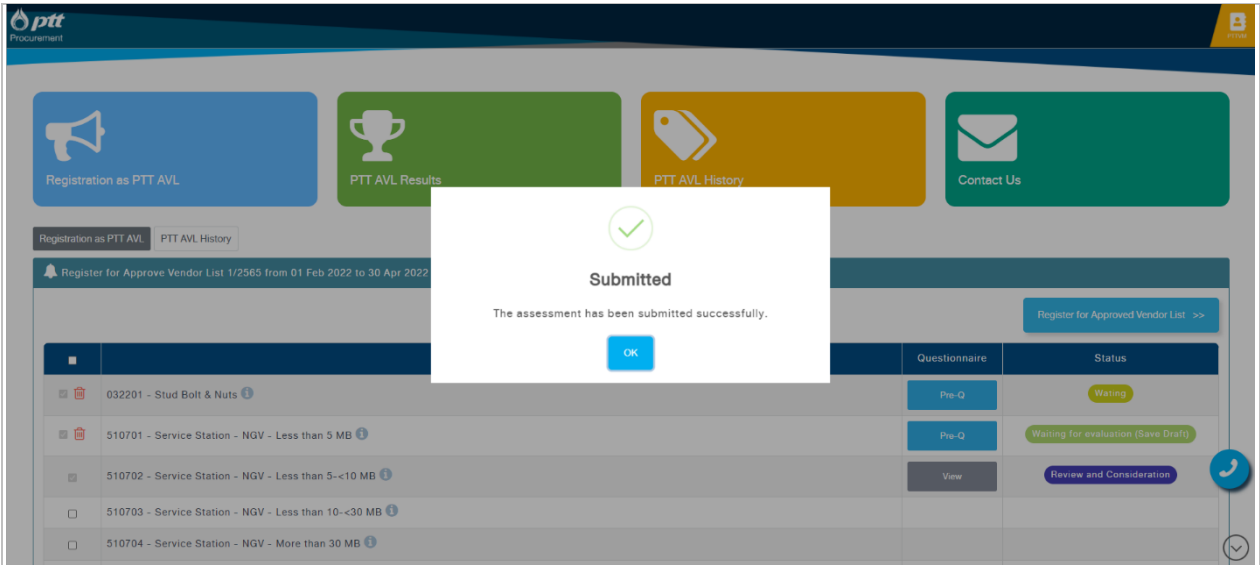 ptt
Procurement
Registration as PTT AVL
PTT AVL Results
PTT AVL History
Contact Us
Registration as PTT AVL
PTT AVL History
Register for Approve Vendor List 1/2565 from 01 Feb 2022 to 30 Apr 2022
Submitted
The assessment has been submitted successfully.
OK
Register for Approved Vendor List >>
Questionnaire
Status
032201 - Stud Bolt & Nuts
Pre-Q
Wating
510701 - Service Station - NGV - Less than 5 MB
Pre-Q
Waiting for evaluation (Save Draft)
510702 - Service Station - NGV - Less than 5-<10 MB
View
Review and Consideration
510703 - Service Station - NGV - Less than 10-<30 MB
510704 - Service Station - NGV - More than 30 MB